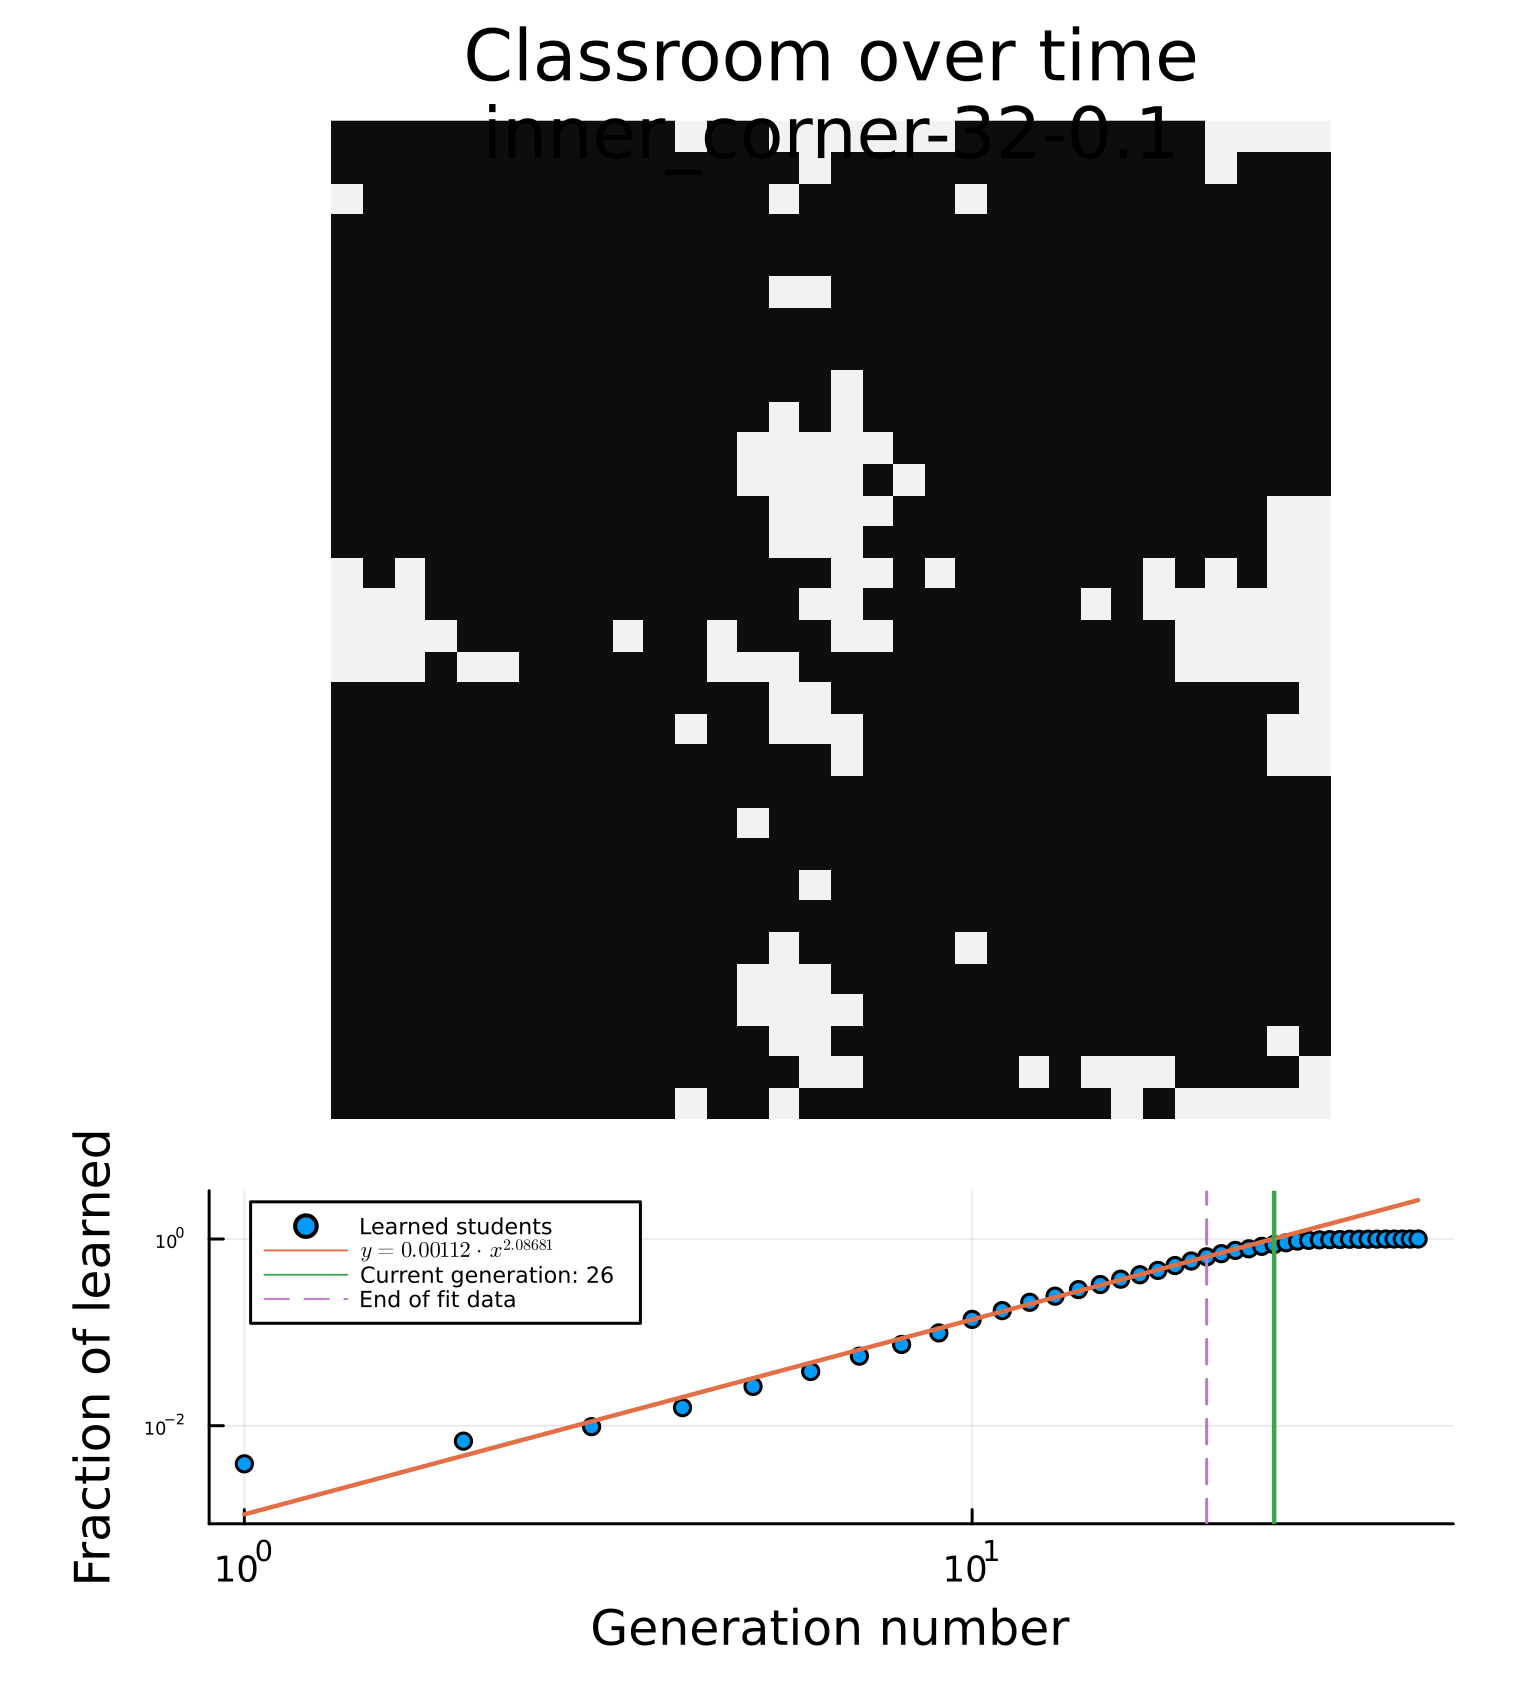 Classroom over time
inner_corner-32-0.1
Fraction of learned
10^0
10^-2
Learned students
y = 0.00112 · x^2.08681
Current generation: 26
End of fit data
10^0 10^1
Generation number